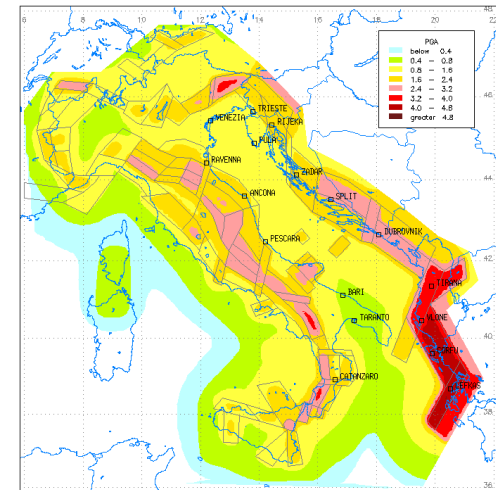 10 12 14 16 18 20 48
PGA
below 0.4
0.4 - 0.8
0.8 - 1.6
1.6 - 2.4
2.4 - 3.2
3.2 - 4.0
4.0 - 4.8
greater 4.8
46
TRIESTE
VENEZIA
RIJEKA
PULA
RAVENNA
44
ZADAR
ANCONA
SPLIT
DUBROVNIK
PESCARA
42
TIRANA
BARI
TARANTO
VLONE
40
CORFU
CATANZARO
LEFKAS
38
36